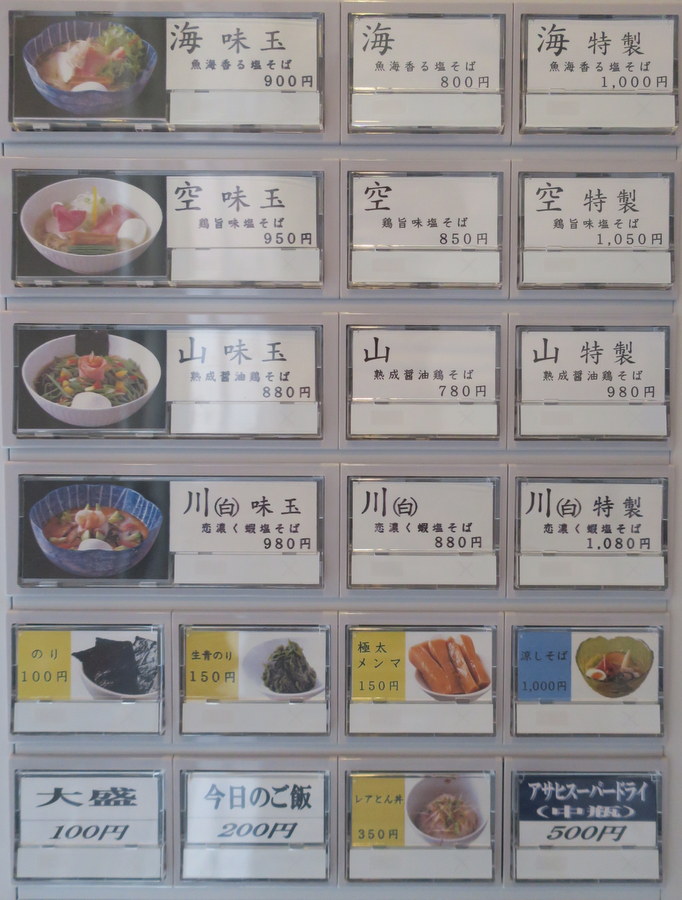 海 味玉
魚海香る塩そば
900円
海
魚海香る塩そば
800円
海 特製
魚海香る塩そば
1,000円
空 味玉
鶏旨味塩そば
950円
空
鶏旨味塩そば
850円
空 特製
鶏旨味塩そば
1,050円
山 味玉
熟成醤油鶏そば
880円
山
熟成醤油鶏そば
780円
山 特製
熟成醤油鶏そば
980円
川(白) 味玉
恋濃く蝦塩そば
980円
川(白)
恋濃く蝦塩そば
880円
川(白) 特製
恋濃く蝦塩そば
1,080円
のり
100円
生青のり
150円
極太
メンマ
150円
涼しそば
1,000円
大盛
100円
今日のご飯
200円
レアとん丼
350円
アサヒスーパードライ
(中瓶)
500円